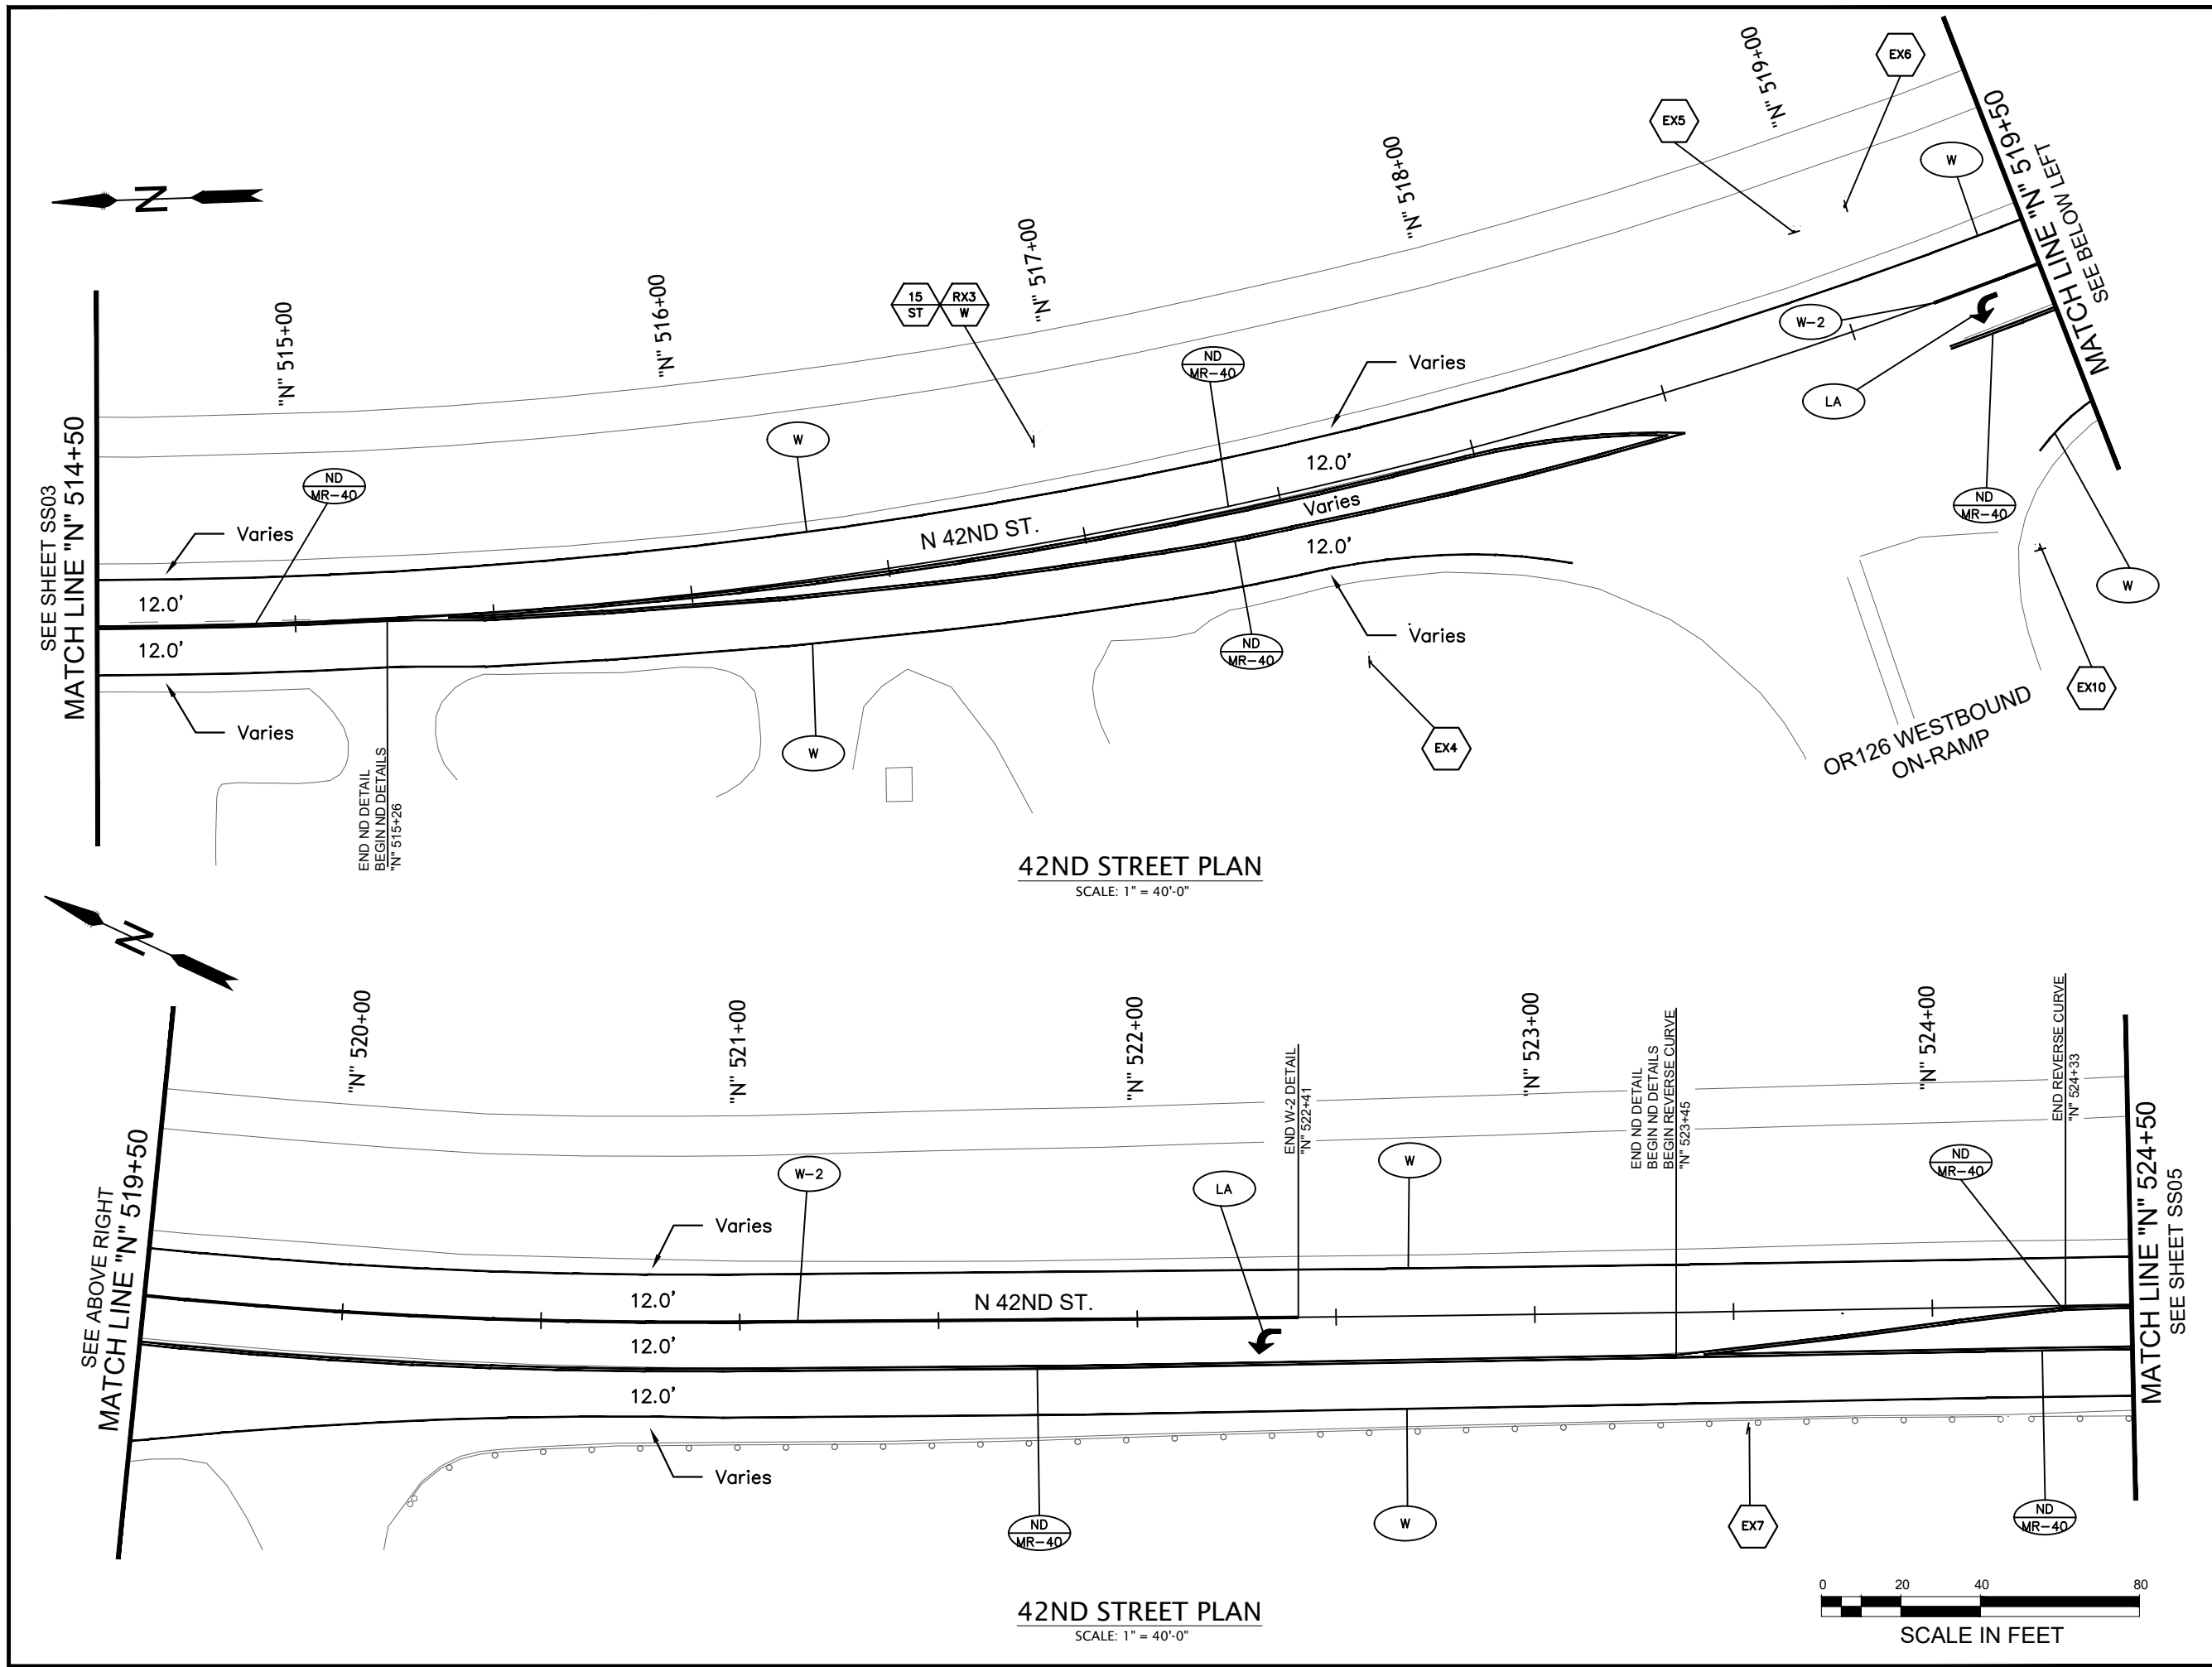 "N" 519+00
EX6
EX5
"N" 518+00
W
MATCH LINE "N" 519+50
SEE BELOW LEFT
N
"N" 517+00
"N" 516+00
"N" 515+00
15
ST
RX3
W
W-2
ND
MR-40
Varies
LA
SEE SHEET SS03
MATCH LINE "N" 514+50
W
ND
MR-40
12.0'
Varies
ND
MR-40
Varies
N 42ND ST.
12.0'
12.0'
W
12.0'
ND
MR-40
Varies
EX10
Varies
W
EX4
OR126 WESTBOUND
ON-RAMP
END ND DETAIL
BEGIN ND DETAILS
"N" 515+26
42ND STREET PLAN
SCALE: 1" = 40'-0"
N
"N" 520+00
"N" 521+00
"N" 522+00
"N" 523+00
"N" 524+00
END W-2 DETAIL
"N" 522+41
END ND DETAIL
BEGIN ND DETAILS
BEGIN REVERSE CURVE
"N" 523+45
END REVERSE CURVE
"N" 524+33
SEE ABOVE RIGHT
MATCH LINE "N" 519+50
W-2
LA
W
ND
MR-40
MATCH LINE "N" 524+50
SEE SHEET SS05
Varies
12.0'
N 42ND ST.
12.0'
12.0'
Varies
ND
MR-40
W
EX7
ND
MR-40
42ND STREET PLAN
SCALE: 1" = 40'-0"
0 20 40 80
SCALE IN FEET